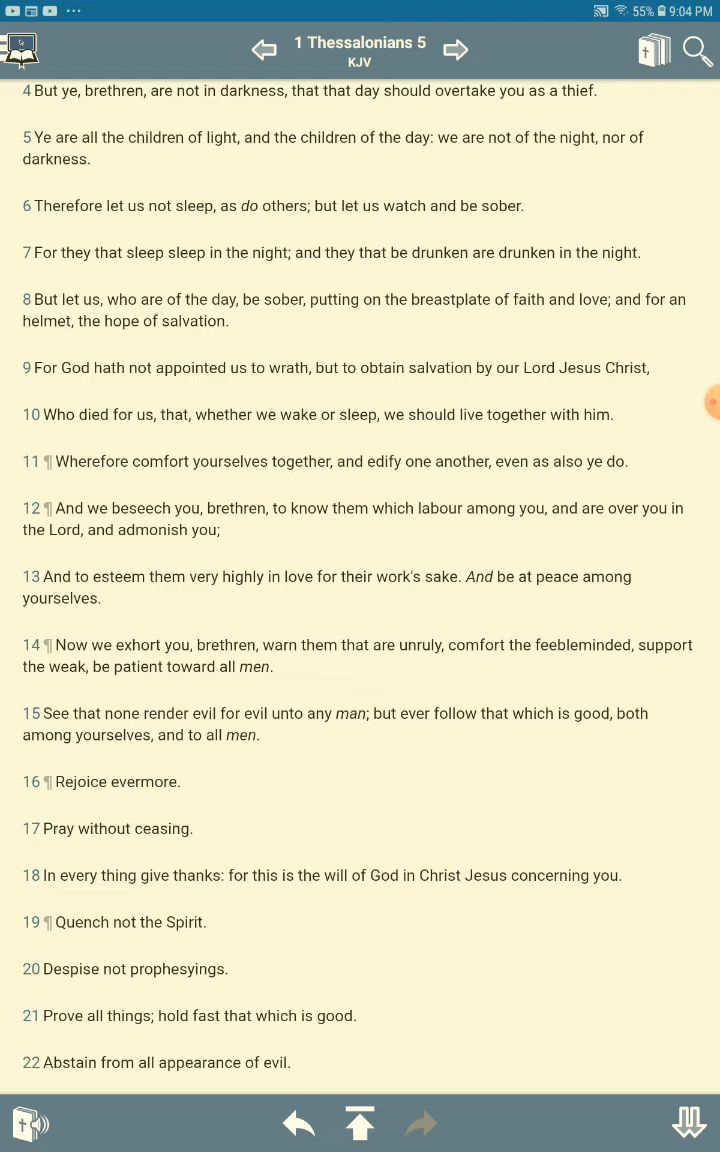 55% 9:04 PM
1 Thessalonians 5
KJV
4 But ye, brethren, are not in darkness, that that day should overtake you as a thief.
5 Ye are all the children of light, and the children of the day: we are not of the night, nor of
darkness.
6 Therefore let us not sleep, as do others; but let us watch and be sober.
7 For they that sleep sleep in the night; and they that be drunken are drunken in the night.
8 But let us, who are of the day, be sober, putting on the breastplate of faith and love; and for an
helmet, the hope of salvation.
9 For God hath not appointed us to wrath, but to obtain salvation by our Lord Jesus Christ,
10 Who died for us, that, whether we wake or sleep, we should live together with him.
11 ¶ Wherefore comfort yourselves together, and edify one another, even as also ye do.
12 ¶ And we beseech you, brethren, to know them which labour among you, and are over you in
the Lord, and admonish you;
13 And to esteem them very highly in love for their work's sake. And be at peace among
yourselves.
14 ¶ Now we exhort you, brethren, warn them that are unruly, comfort the feebleminded, support
the weak, be patient toward all men.
15 See that none render evil for evil unto any man; but ever follow that which is good, both
among yourselves, and to all men.
16 ¶ Rejoice evermore.
17 Pray without ceasing.
18 In every thing give thanks: for this is the will of God in Christ Jesus concerning you.
19 ¶ Quench not the Spirit.
20 Despise not prophesyings.
21 Prove all things; hold fast that which is good.
22 Abstain from all appearance of evil.